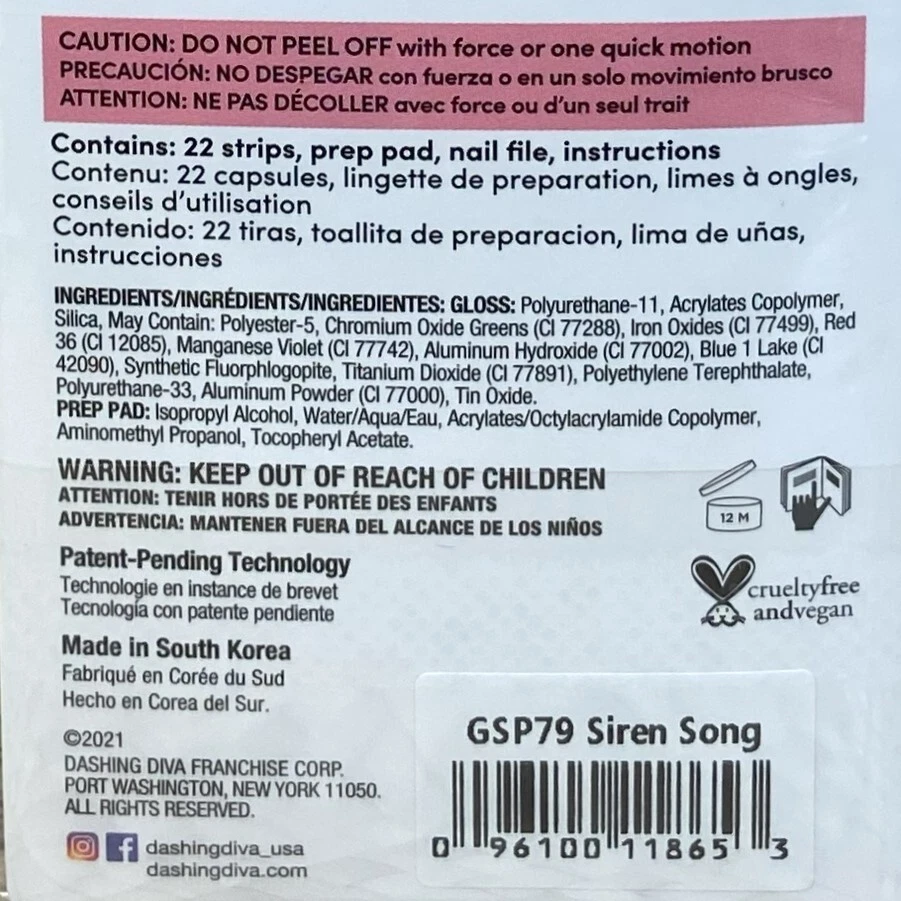 CAUTION: DO NOT PEEL OFF with force or one quick motion
PRECAUCIÓN: NO DESPEGAR con fuerza o en un solo movimiento brusco
ATTENTION: NE PAS DÉCOLLER avec force ou d'un seul trait
Contains: 22 strips, prep pad, nail file, instructions
Contenu: 22 capsules, lingette de preparation, limes à ongles,
conseils d'utilisation
Contenido: 22 tiras, toallita de preparacion, lima de uñas,
instrucciones
INGREDIENTS/INGRÉDIENTS/INGREDIENTES: GLOSS: Polyurethane-11, Acrylates Copolymer,
Silica, May Contain: Polyester-5, Chromium Oxide Greens (CI 77288), Iron Oxides (CI 77499), Red
36 (CI 12085), Manganese Violet (CI 77742), Aluminum Hydroxide (CI 77002), Blue 1 Lake (CI
42090), Synthetic Fluorphlogopite, Titanium Dioxide (CI 77891), Polyethylene Terephthalate,
Polyurethane-33, Aluminum Powder (CI 77000), Tin Oxide.
PREP PAD: Isopropyl Alcohol, Water/Aqua/Eau, Acrylates/Octylacrylamide Copolymer,
Aminomethyl Propanol, Tocopheryl Acetate.
WARNING: KEEP OUT OF REACH OF CHILDREN
ATTENTION: TENIR HORS DE PORTÉE DES ENFANTS
ADVERTENCIA: MANTENER FUERA DEL ALCANCE DE LOS NIÑOS
12 M
Patent-Pending Technology
Technologie en instance de brevet
Tecnología con patente pendiente
crueltyfree
andvegan
Made in South Korea
Fabriqué en Corée du Sud
Hecho en Corea del Sur.
©2021
DASHING DIVA FRANCHISE CORP.
PORT WASHINGTON, NEW YORK 11050.
ALL RIGHTS RESERVED.
dashingdiva_usa
dashingdiva.com
GSP79 Siren Song
0 96100 11865 3